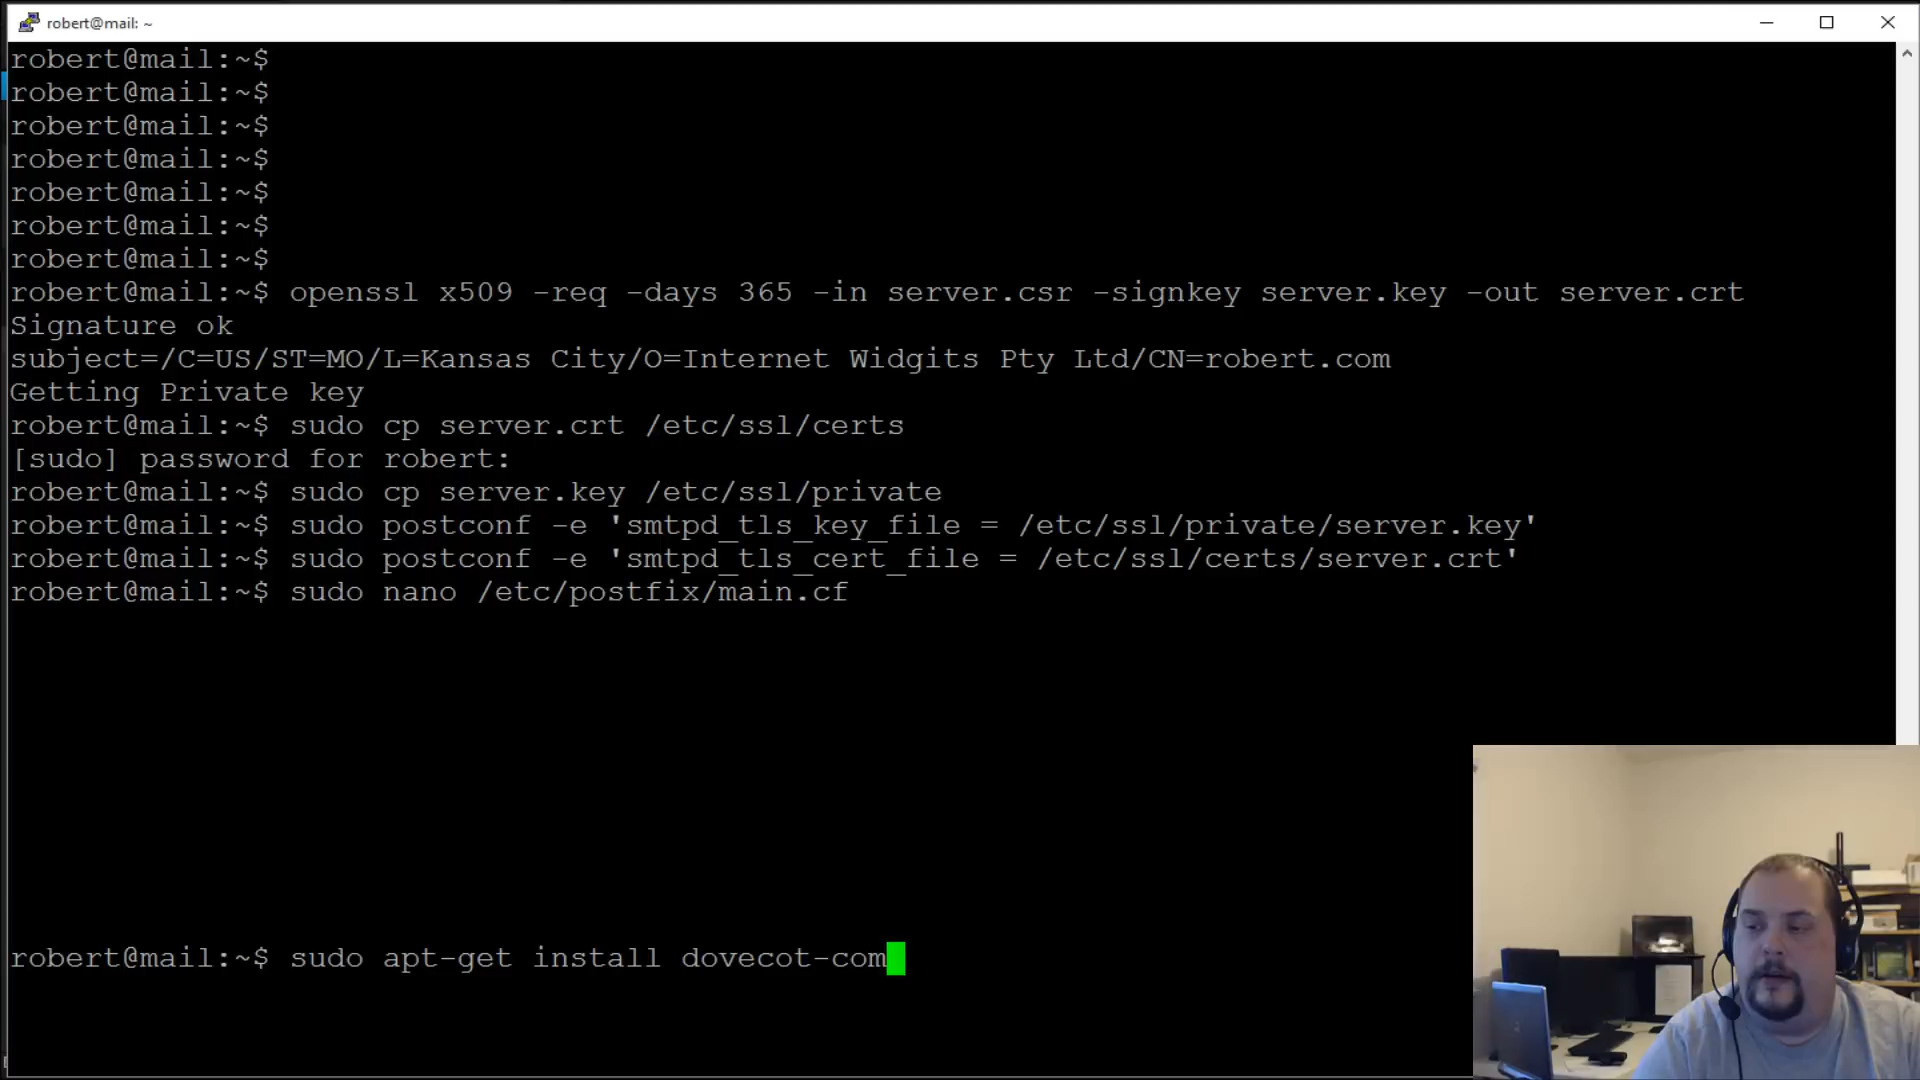 robert@mail: ~
robert@mail:~$
robert@mail:~$
robert@mail:~$
robert@mail:~$
robert@mail:~$
robert@mail:~$
robert@mail:~$
robert@mail:~$ openssl x509 -req -days 365 -in server.csr -signkey server.key -out server.crt
Signature ok
subject=/C=US/ST=MO/L=Kansas City/O=Internet Widgits Pty Ltd/CN=robert.com
Getting Private key
robert@mail:~$ sudo cp server.crt /etc/ssl/certs
[sudo] password for robert:
robert@mail:~$ sudo cp server.key /etc/ssl/private
robert@mail:~$ sudo postconf -e 'smtpd_tls_key_file = /etc/ssl/private/server.key'
robert@mail:~$ sudo postconf -e 'smtpd_tls_cert_file = /etc/ssl/certs/server.crt'
robert@mail:~$ sudo nano /etc/postfix/main.cf
robert@mail:~$ sudo apt-get install dovecot-com